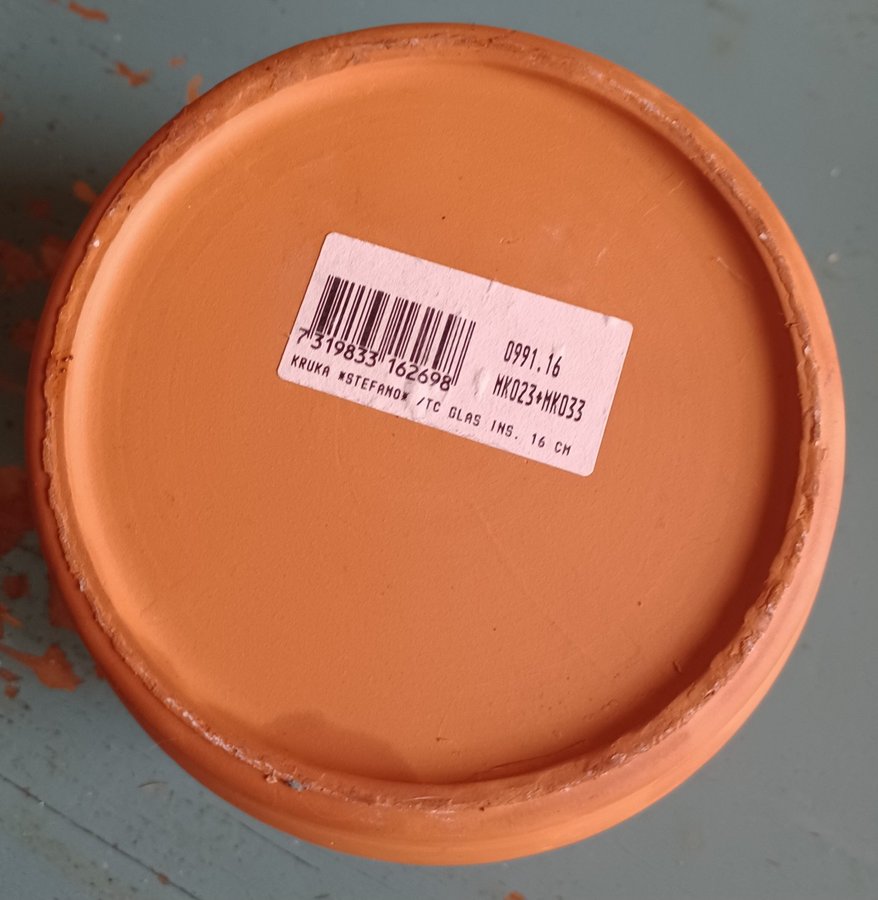 7319833 162698
0991.16
MK023+MK033
KRUKA *STEFANO* /TC GLAS INS. 16 CM